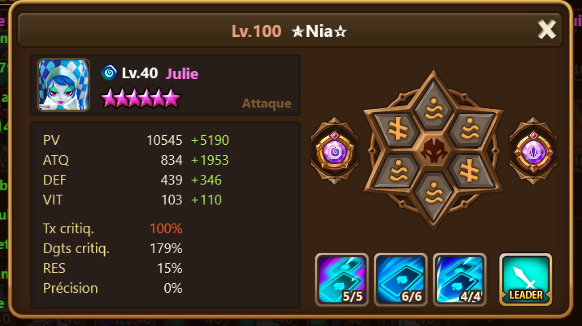 Lv.100 ★Nia☆
Lv.40 Julie
Attaque
PV 10545 +5190
ATQ 834 +1953
DEF 439 +346
VIT 103 +110
Tx critiq. 100%
Dgts critiq. 179%
RES 15%
Précision 0%
5/5 6/6 4/4 LEADER